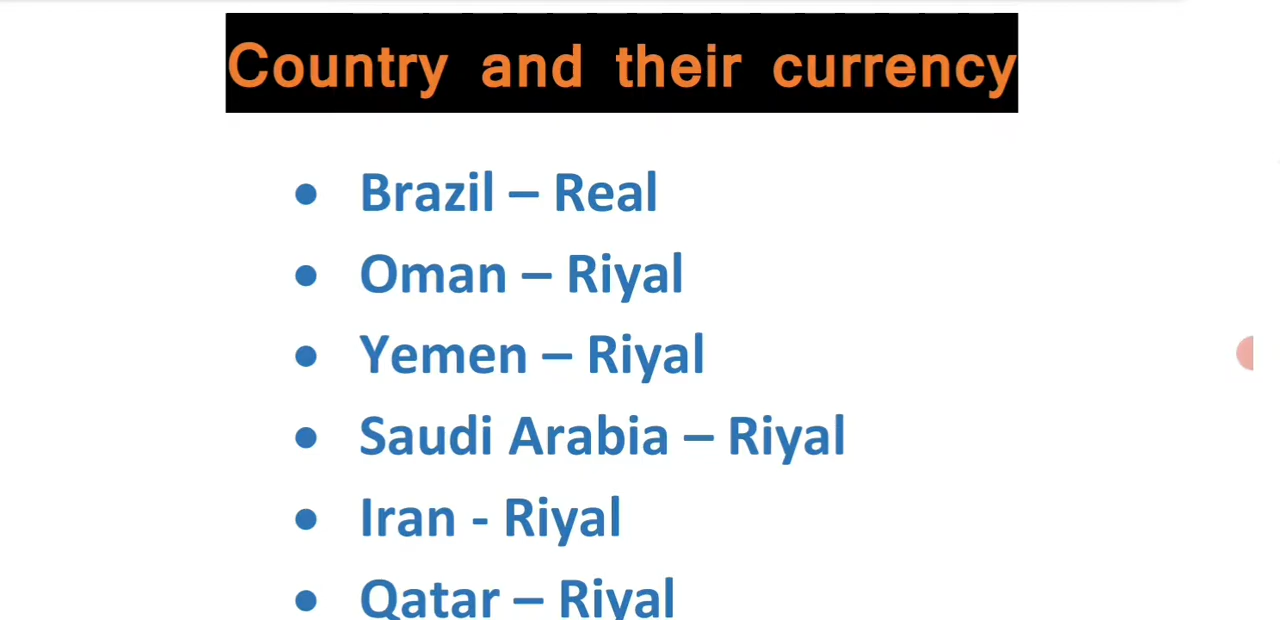 Country and their currency
• Brazil – Real
• Oman – Riyal
• Yemen – Riyal
• Saudi Arabia – Riyal
• Iran - Riyal
• Qatar – Riyal